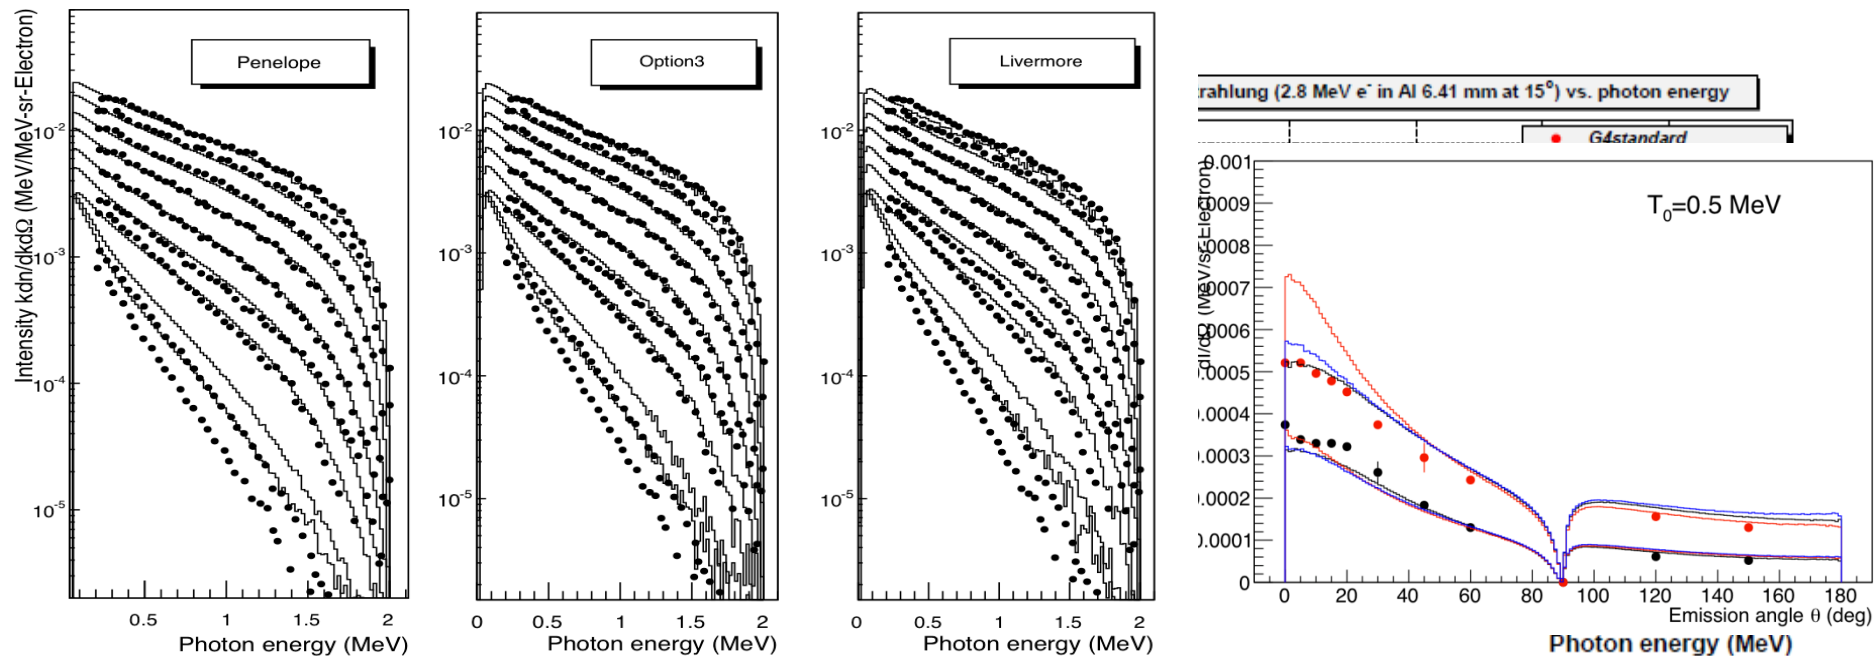 Intensity kdn/dkdΩ (MeV/MeV-sr-Electron)
Penelope
10⁻²
10⁻³
10⁻⁴
10⁻⁵
0.5 1 1.5 2
Photon energy (MeV)
Option3
10⁻²
10⁻³
10⁻⁴
10⁻⁵
0 0.5 1 1.5 2
Photon energy (MeV)
Livermore
10⁻²
10⁻³
10⁻⁴
10⁻⁵
0 0.5 1 1.5 2
Photon energy (MeV)
trahlung (2.8 MeV e⁻ in Al 6.41 mm at 15°) vs. photon energy
G4standard
T₀=0.5 MeV
dI/dΩ (MeV/sr-Electron)
0.001
0.0009
0.0008
0.0007
0.0006
0.0005
0.0004
0.0003
0.0002
0.0001
0
0 20 40 60 80 100 120 140 160 180
Emission angle θ (deg)
Photon energy (MeV)